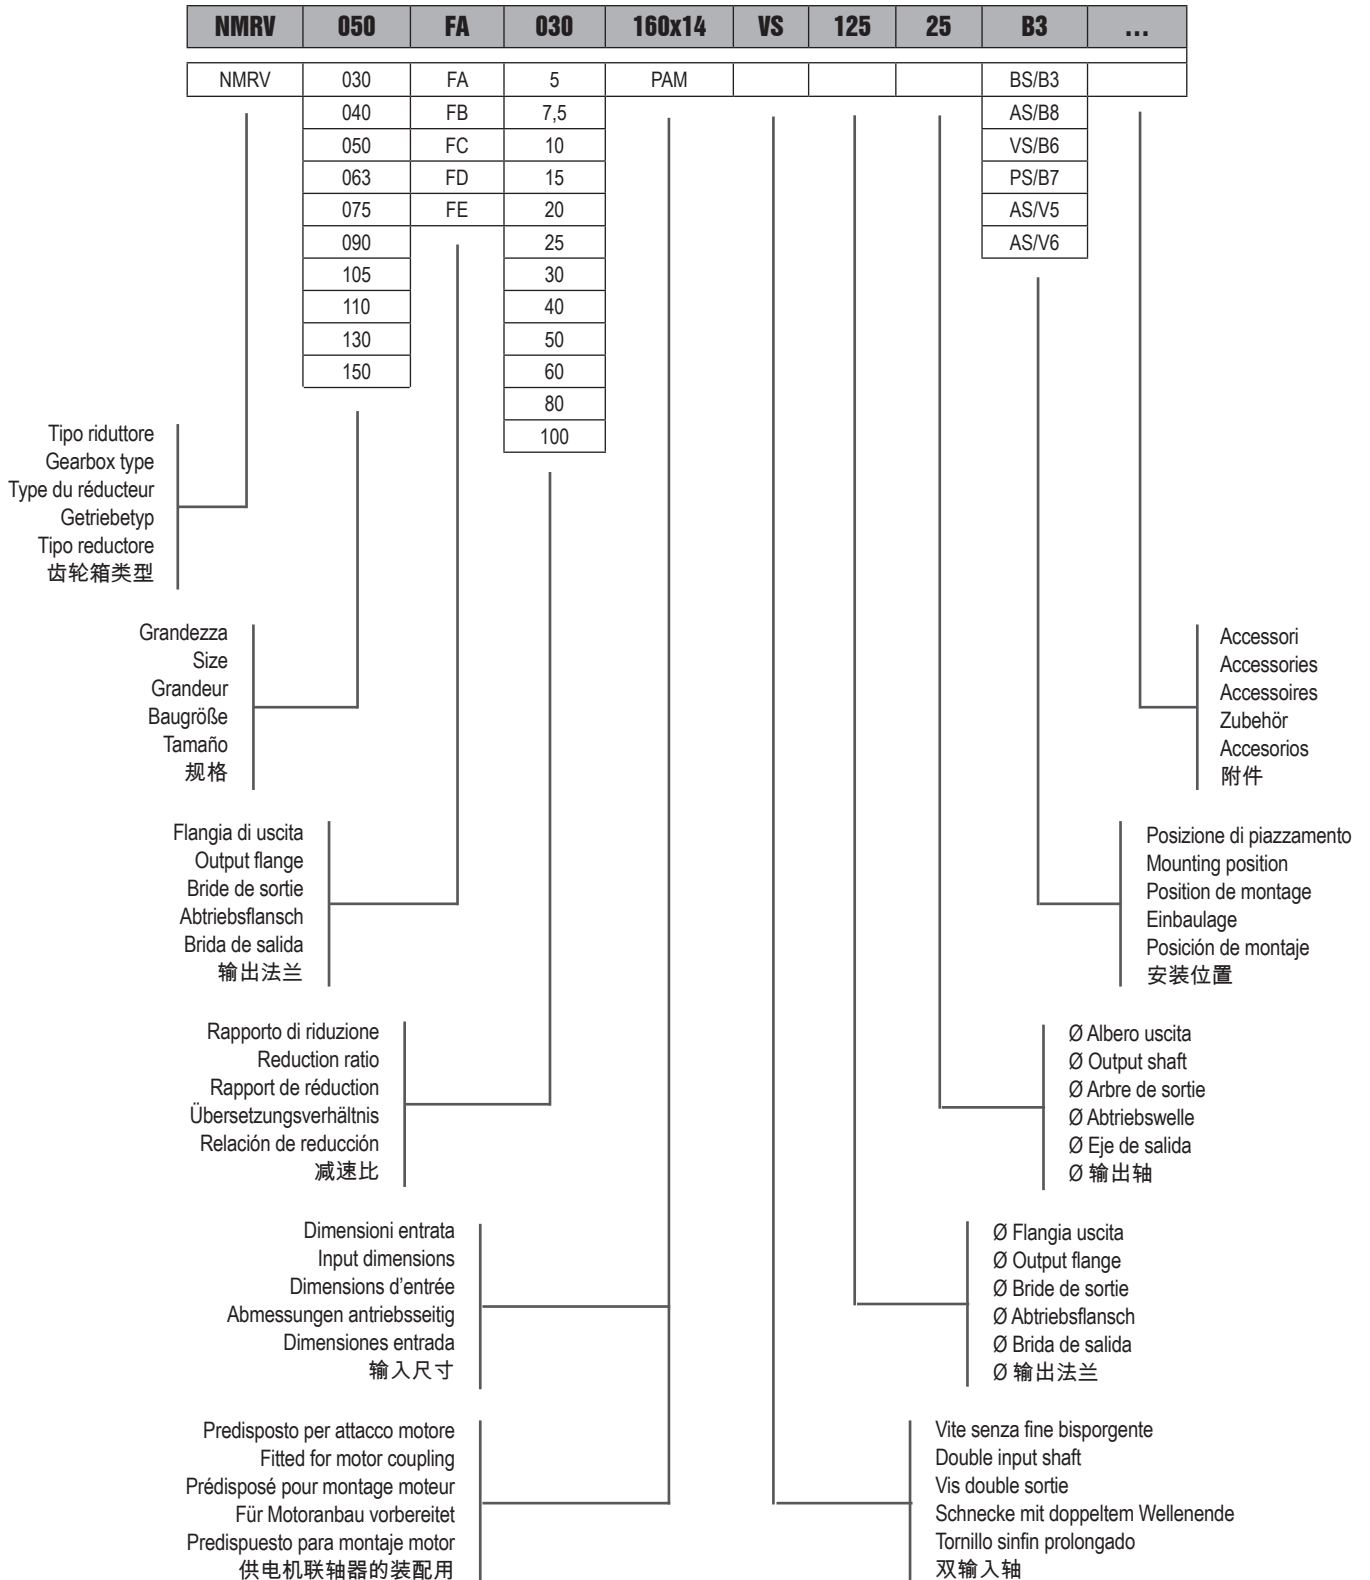 NMRV 050 FA 030 160x14 VS 125 25 B3 ...
NMRV 030 FA 5 PAM BS/B3
040 FB 7,5 AS/B8
050 FC 10 VS/B6
063 FD 15 PS/B7
075 FE 20 AS/V5
090 25 AS/V6
105 30
110 40
130 50
150 60
80
100
Tipo riduttore
Gearbox type
Type du réducteur
Getriebetyp
Tipo reductore
齿轮箱类型
Grandezza
Size
Grandeur
Baugröße
Tamaño
规格
Accessori
Accessories
Accessoires
Zubehör
Accesorios
附件
Flangia di uscita
Output flange
Bride de sortie
Abtriebsflansch
Brida de salida
输出法兰
Posizione di piazzamento
Mounting position
Position de montage
Einbaulage
Posición de montaje
安装位置
Rapporto di riduzione
Reduction ratio
Rapport de réduction
Übersetzungsverhältnis
Relación de reducción
减速比
Ø Albero uscita
Ø Output shaft
Ø Arbre de sortie
Ø Abtriebswelle
Ø Eje de salida
Ø 输出轴
Dimensioni entrata
Input dimensions
Dimensions d'entrée
Abmessungen antriebsseitig
Dimensiones entrada
输入尺寸
Ø Flangia uscita
Ø Output flange
Ø Bride de sortie
Ø Abtriebsflansch
Ø Brida de salida
Ø 输出法兰
Predisposto per attacco motore
Fitted for motor coupling
Prédisposé pour montage moteur
Für Motoranbau vorbereitet
Predispuesto para montaje motor
供电机联轴器的装配用
Vite senza fine bisporgente
Double input shaft
Vis double sortie
Schnecke mit doppeltem Wellenende
Tornillo sinfin prolongado
双输入轴